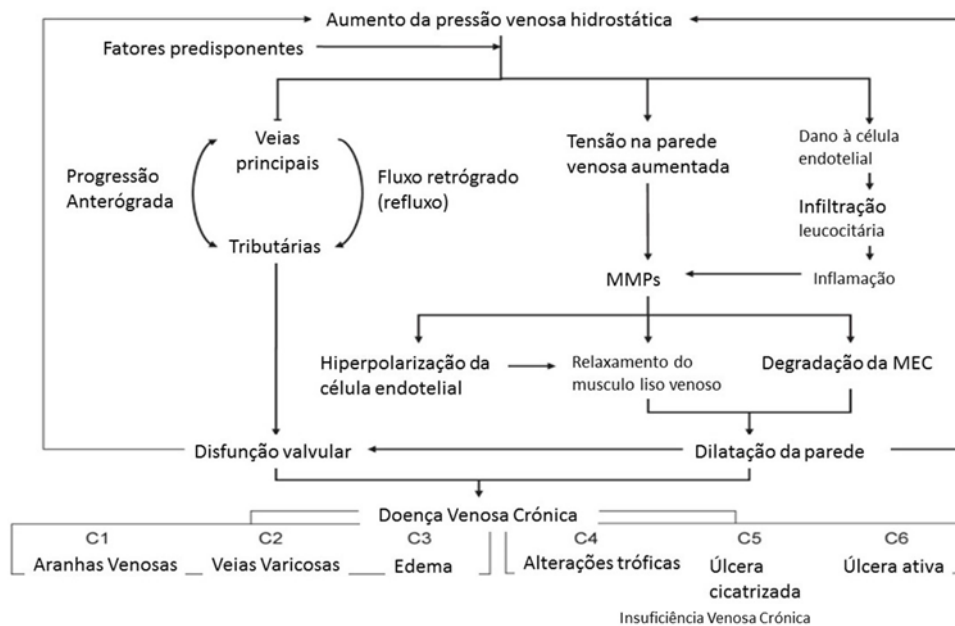 Aumento da pressão venosa hidrostática
Fatores predisponentes
Veias
principais
Tensão na parede
venosa aumentada
Dano à célula
endotelial
Progressão
Anterógrada
Fluxo retrógrado
(refluxo)
Infiltração
leucocitária
Tributárias
MMPs
Inflamação
Hiperpolarização da
célula endotelial
Relaxamento do
musculo liso venoso
Degradação da MEC
Disfunção valvular
Dilatação da parede
Doença Venosa Crónica
C1
C2
C3
C4
C5
C6
Aranhas Venosas
Veias Varicosas
Edema
Alterações tróficas
Úlcera
cicatrizada
Úlcera ativa
Insuficiência Venosa Crónica